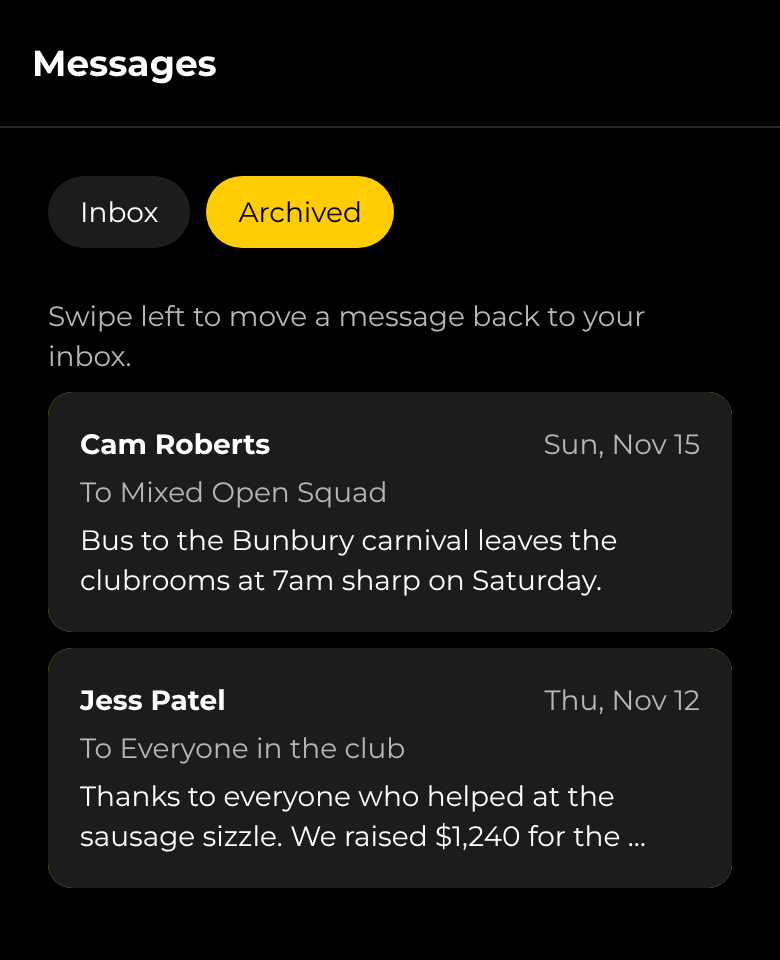 Messages
Inbox
Archived
Swipe left to move a message back to your
inbox.
Cam Roberts
Sun, Nov 15
To Mixed Open Squad
Bus to the Bunbury carnival leaves the
clubrooms at 7am sharp on Saturday.
Jess Patel
Thu, Nov 12
To Everyone in the club
Thanks to everyone who helped at the
sausage sizzle. We raised $1,240 for the ...